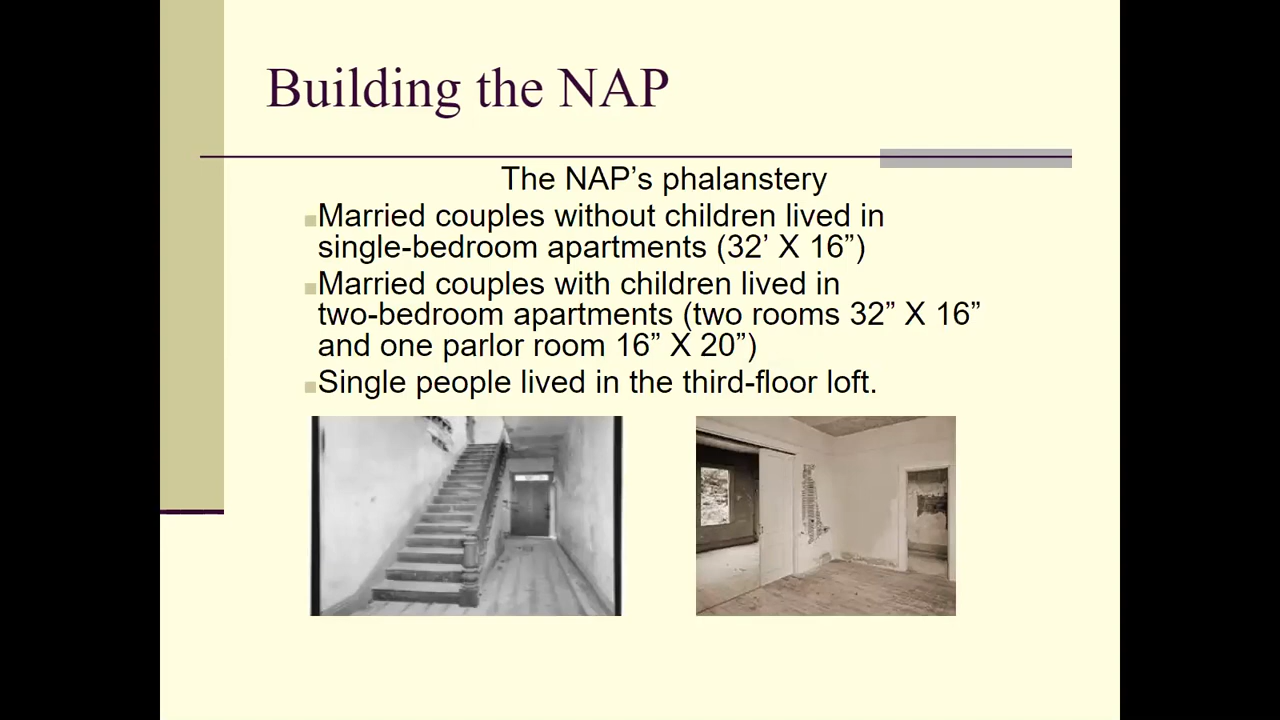 Building the NAP
The NAP’s phalanstery
Married couples without children lived in
single-bedroom apartments (32’ X 16”)
Married couples with children lived in
two-bedroom apartments (two rooms 32” X 16”
and one parlor room 16” X 20”)
Single people lived in the third-floor loft.